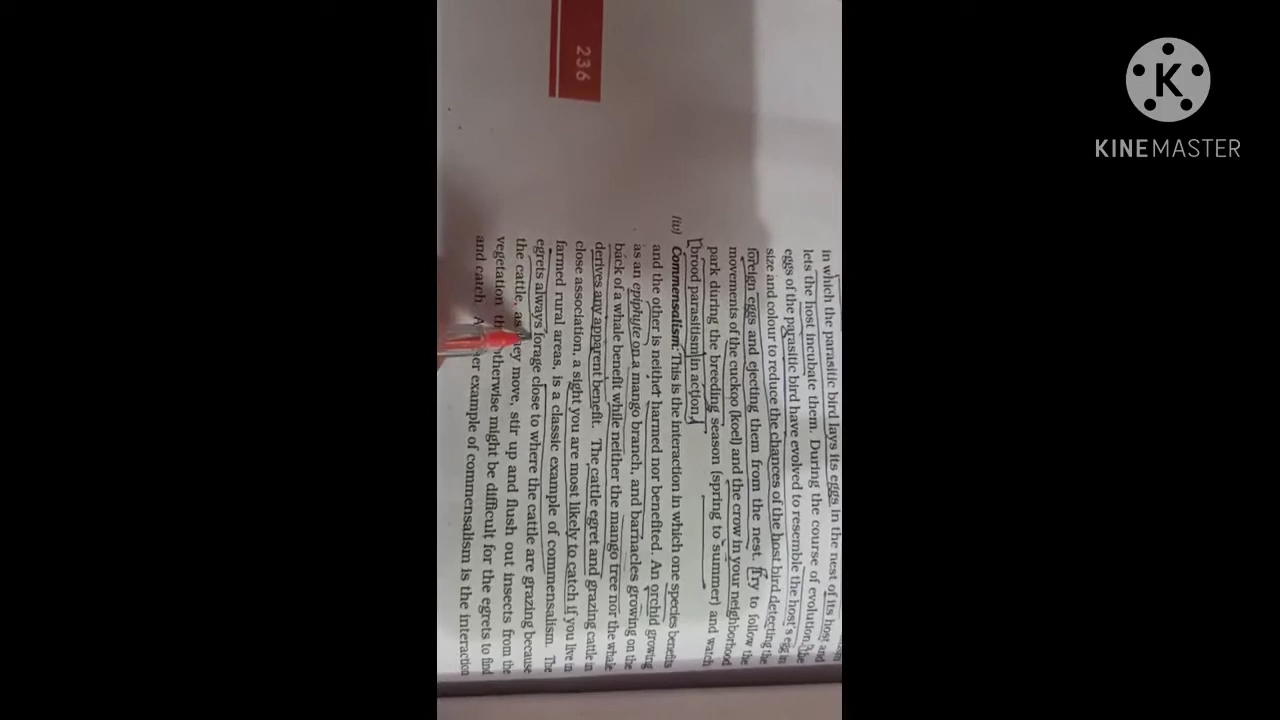 in which the parasitic bird lays its eggs in the nest of its host and
lets the host incubate them. During the course of evolution, the
eggs of the parasitic bird have evolved to resemble the host's egg in
size and colour to reduce the chances of the host bird detecting the
foreign eggs and ejecting them from the nest. Try to follow the
movements of the cuckoo (koel) and the crow in your neighborhood
park during the breeding season (spring to summer) and watch
brood parasitism in action.
(iv) Commensalism: This is the interaction in which one species benefits
and the other is neither harmed nor benefited. An orchid growing
as an epiphyte on a mango branch, and barnacles growing on the
back of a whale benefit while neither the mango tree nor the whale
derives any apparent benefit. The cattle egret and grazing cattle in
close association, a sight you are most likely to catch if you live in
farmed rural areas, is a classic example of commensalism. The
egrets always forage close to where the cattle are grazing because
the cattle, as they move, stir up and flush out insects from the
vegetation otherwise might be difficult for the egrets to find
and catch. example of commensalism is the interaction
236
KINEMASTER